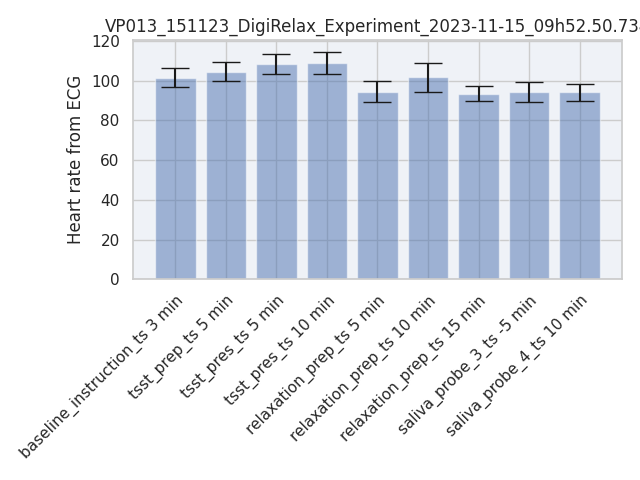 VP013_151123_DigiRelax_Experiment_2023-11-15_09h52.50.73
Heart rate from ECG
120
100
80
60
40
20
0
baseline_instruction_ts 3 min
tsst_prep_ts 5 min
tsst_pres_ts 5 min
tsst_pres_ts 10 min
relaxation_prep_ts 5 min
relaxation_prep_ts 10 min
relaxation_prep_ts 15 min
saliva_probe_3_ts -5 min
saliva_probe_4_ts 10 min